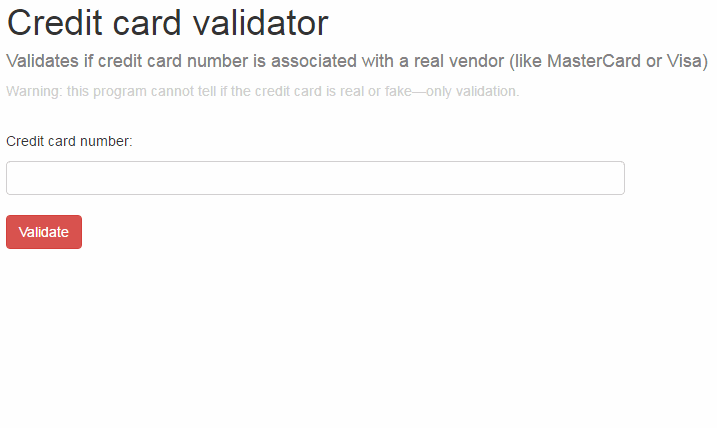 Credit card validator
Validates if credit card number is associated with a real vendor (like MasterCard or Visa)
Warning: this program cannot tell if the credit card is real or fake—only validation.
Credit card number:
Validate